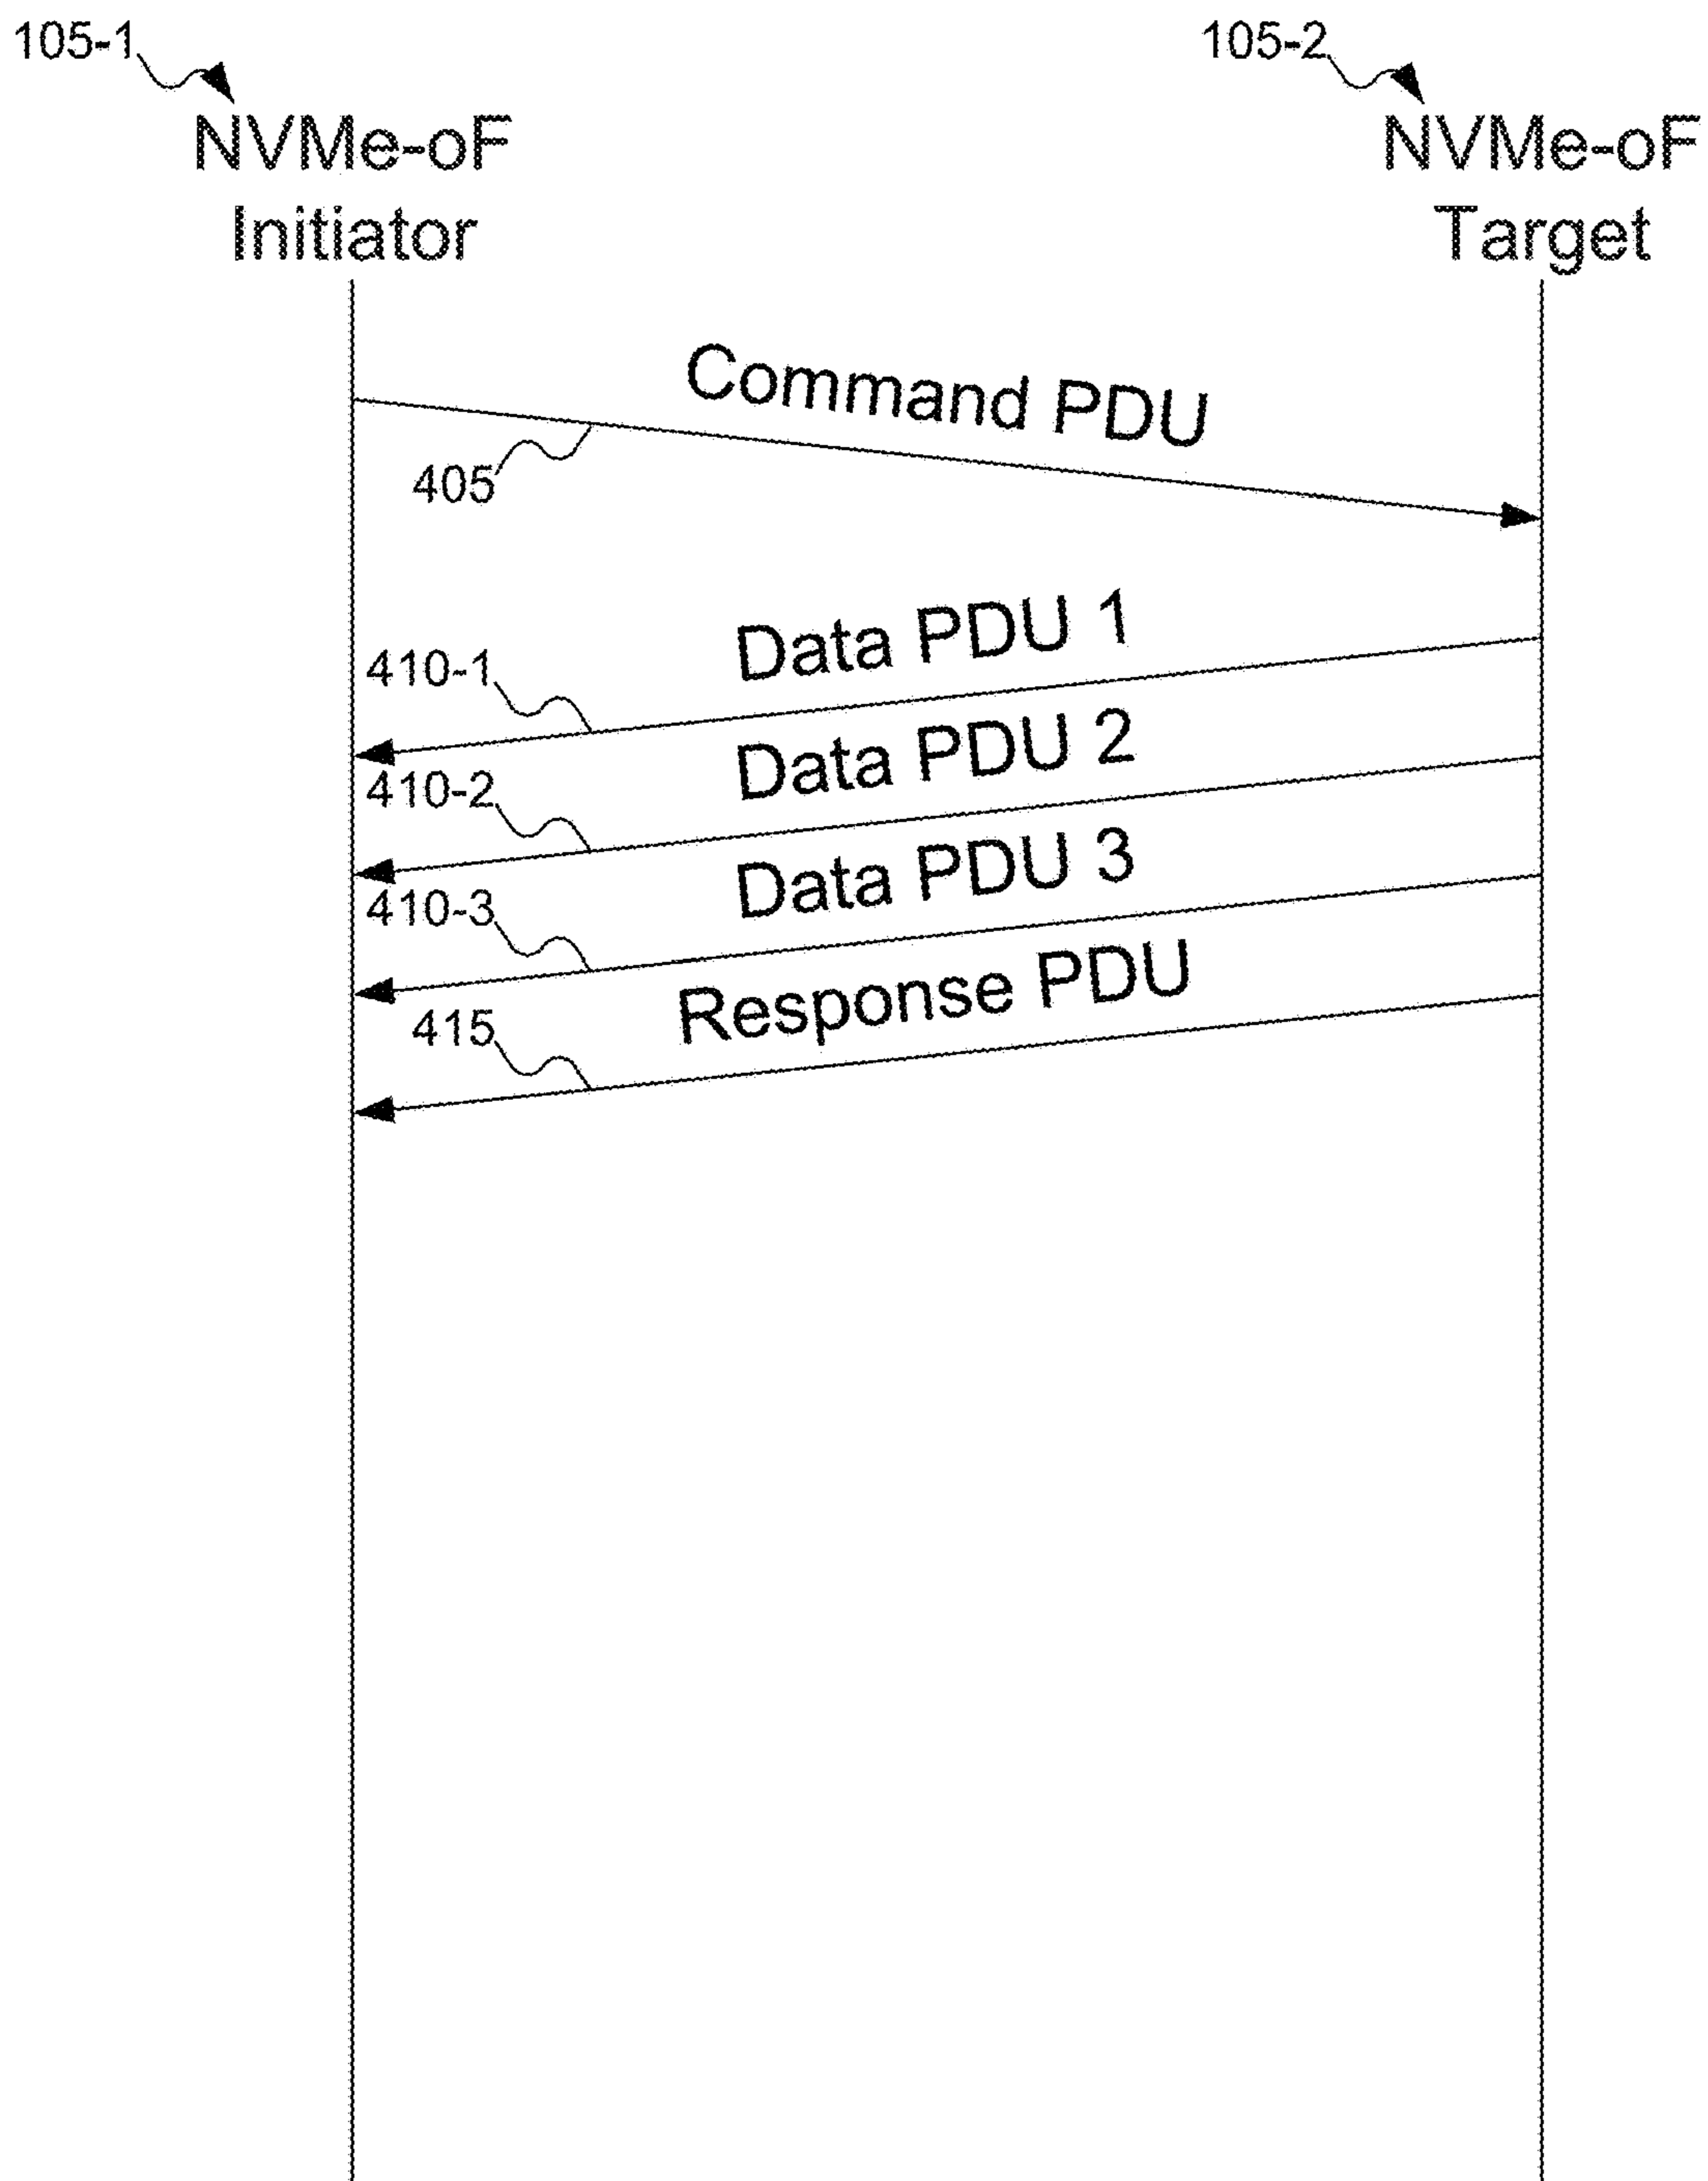 105-1
105-2
NVMe-oF
Initiator
NVMe-oF
Target
Command PDU
405
Data PDU 1
410-1
Data PDU 2
410-2
Data PDU 3
410-3
Response PDU
415